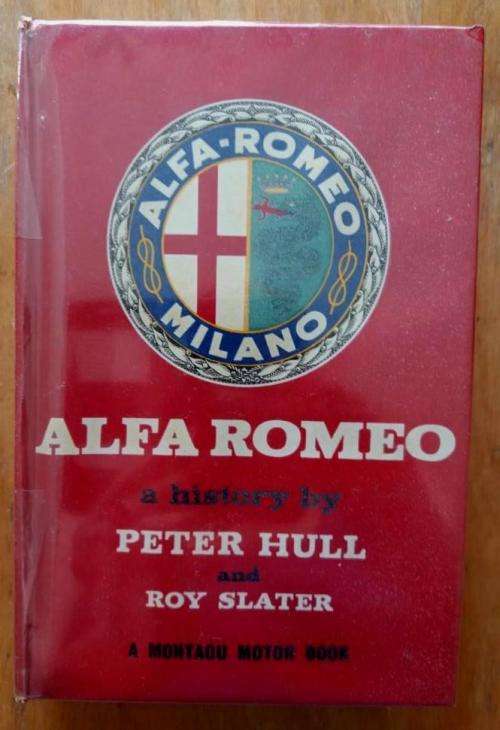 ALFA-ROMEO
MILANO
ALFA ROMEO
a history by
PETER HULL
and
ROY SLATER
A MONTAGU MOTOR BOOK